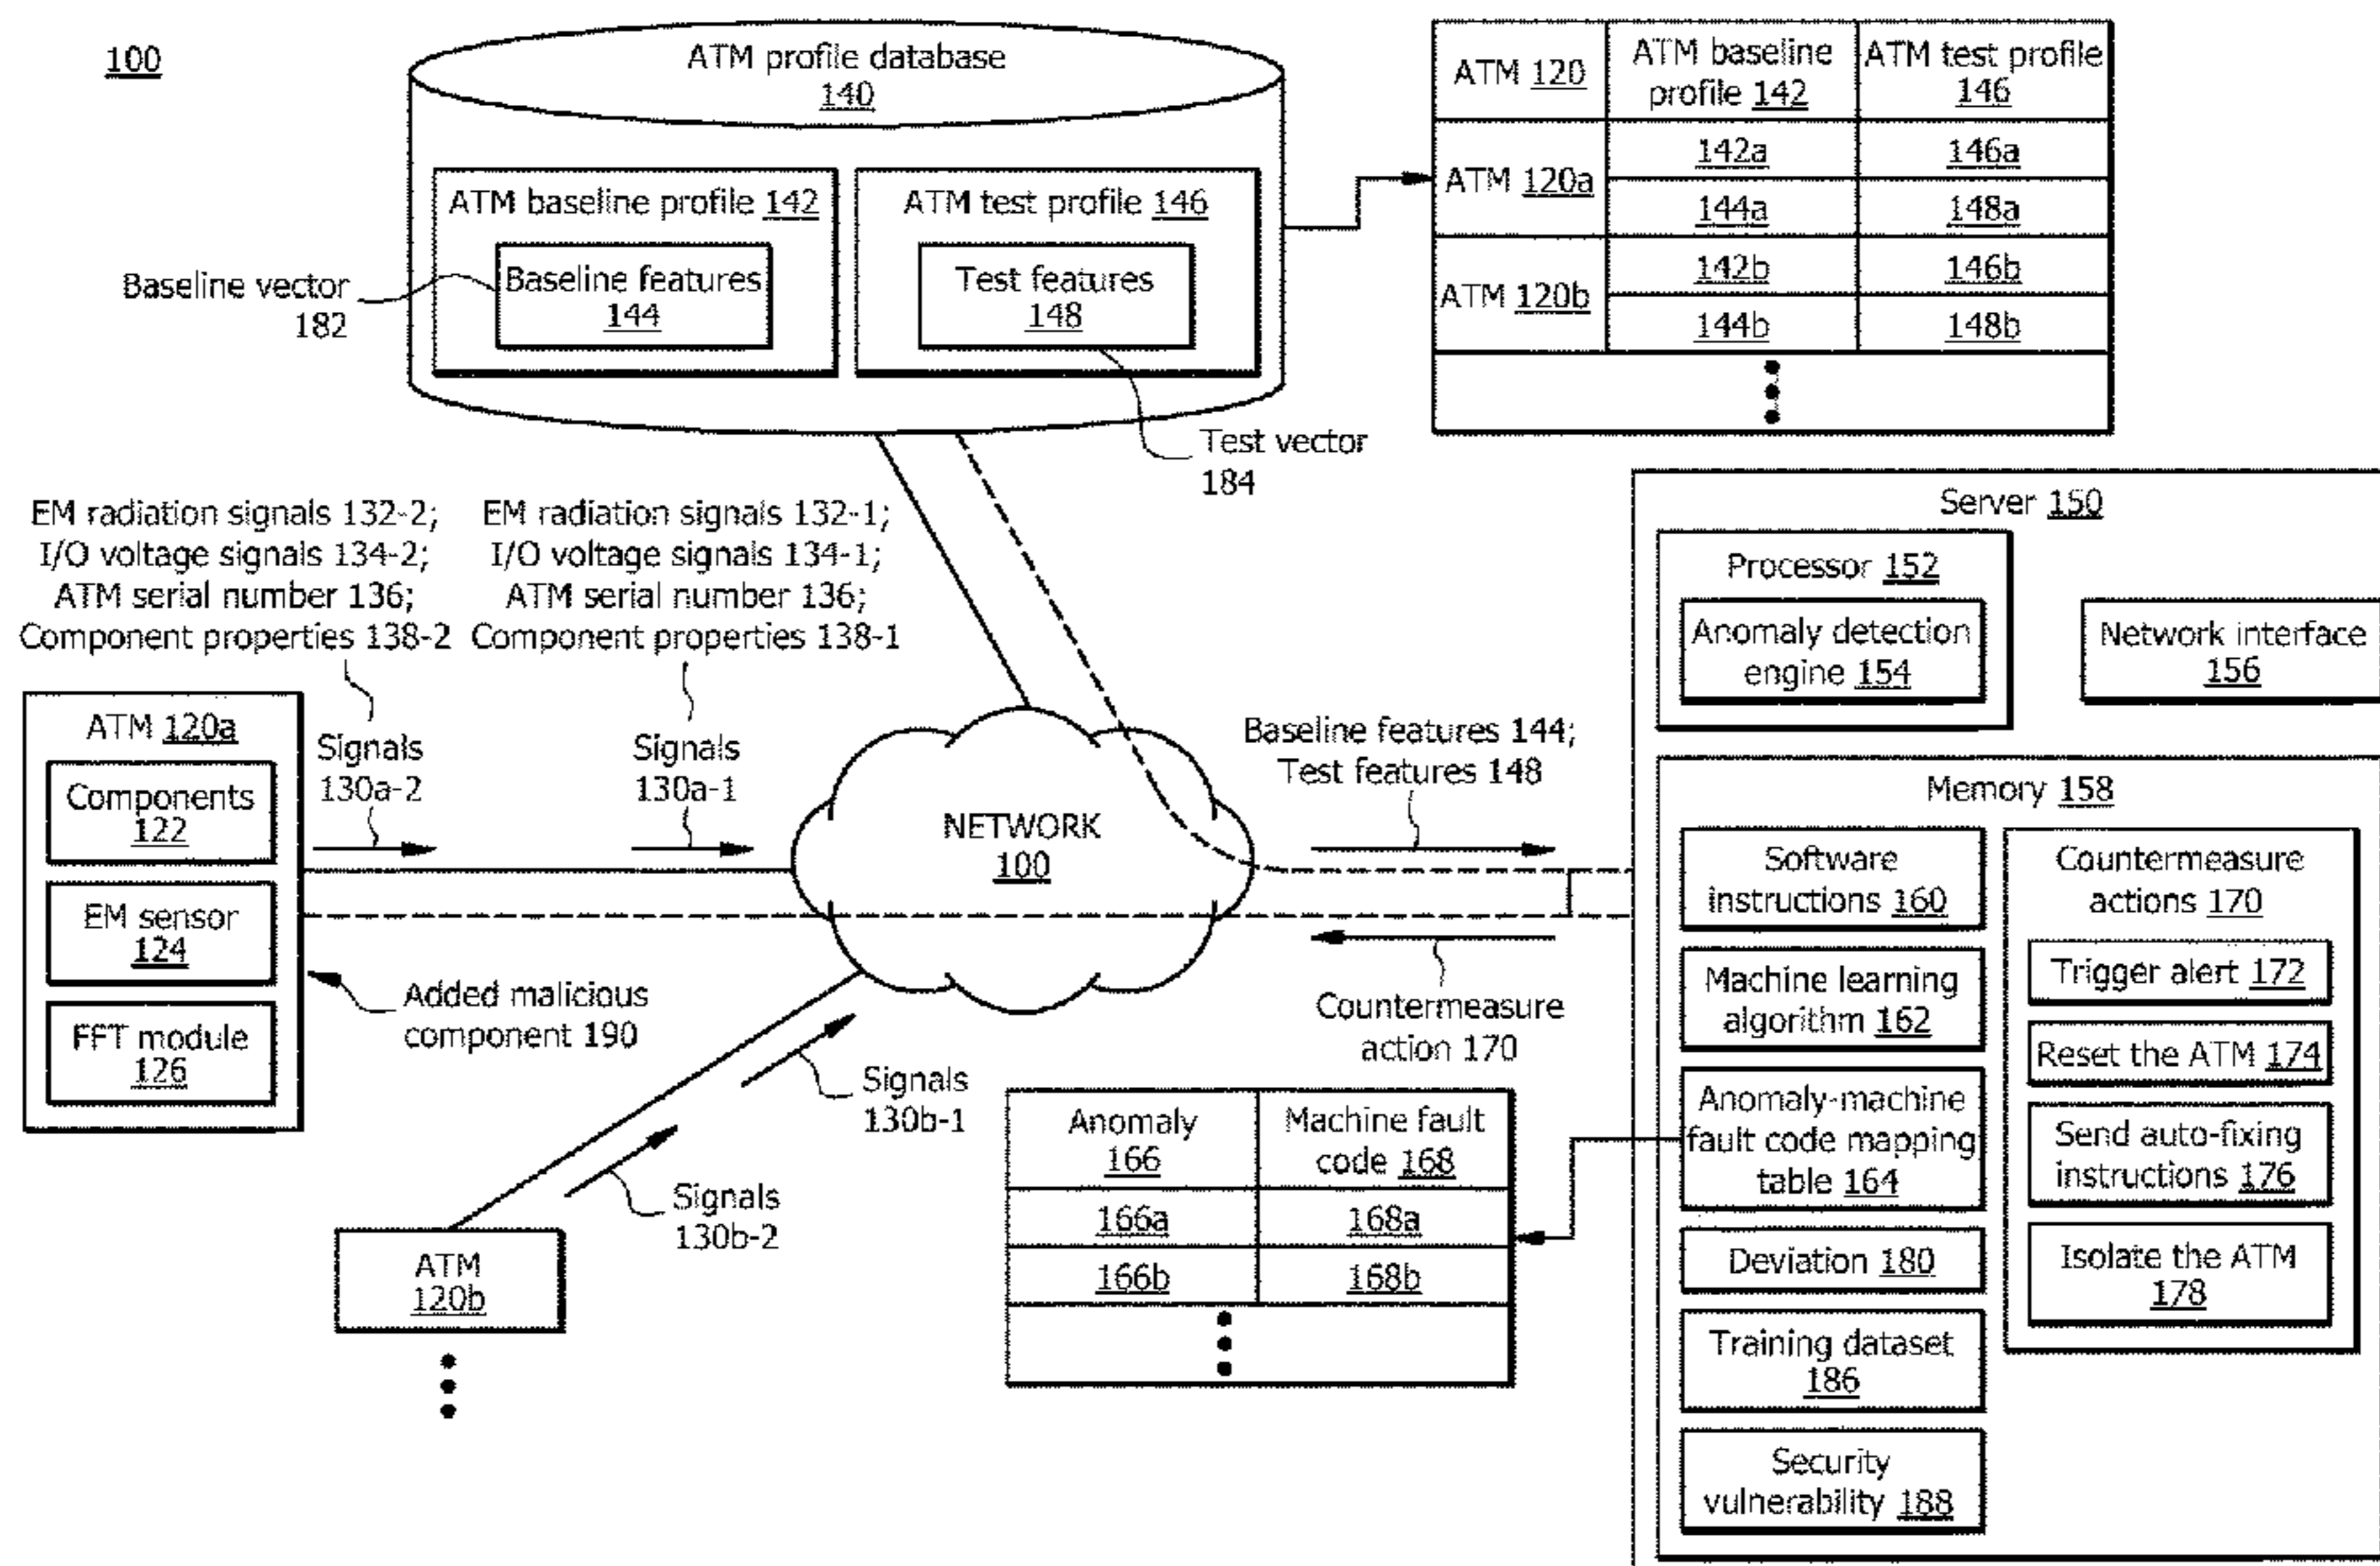 100
ATM profile database
140
ATM baseline profile 142
Baseline features
144
ATM test profile 146
Test features
148
Baseline vector
182
Test vector
184
ATM 120
ATM baseline
profile 142
ATM test profile
146
ATM 120a
142a
146a
144a
148a
ATM 120b
142b
146b
144b
148b
EM radiation signals 132-2;
I/O voltage signals 134-2;
ATM serial number 136;
Component properties 138-2
EM radiation signals 132-1;
I/O voltage signals 134-1;
ATM serial number 136;
Component properties 138-1
ATM 120a
Components
122
EM sensor
124
FFT module
126
Signals
130a-2
Signals
130a-1
Added malicious
component 190
NETWORK
100
Baseline features 144;
Test features 148
Countermeasure
action 170
Signals
130b-1
Signals
130b-2
ATM
120b
Anomaly
166
Machine fault
code 168
166a
168a
166b
168b
Server 150
Processor 152
Anomaly detection
engine 154
Network interface
156
Memory 158
Software
instructions 160
Machine learning
algorithm 162
Anomaly-machine
fault code mapping
table 164
Deviation 180
Training dataset
186
Security
vulnerability 188
Countermeasure
actions 170
Trigger alert 172
Reset the ATM 174
Send auto-fixing
instructions 176
Isolate the ATM
178